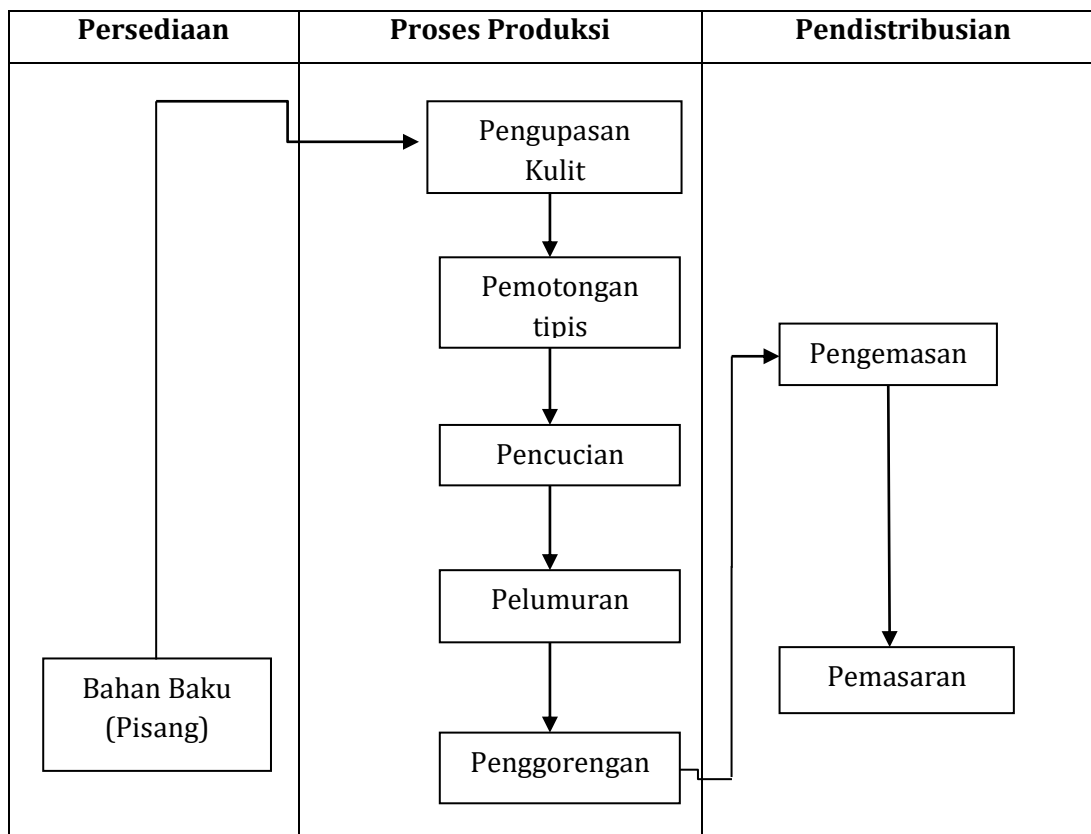 Persediaan
Proses Produksi
Pendistribusian
Bahan Baku
(Pisang)
Pengupasan
Kulit
Pemotongan
tipis
Pencucian
Pelumuran
Penggorengan
Pengemasan
Pemasaran